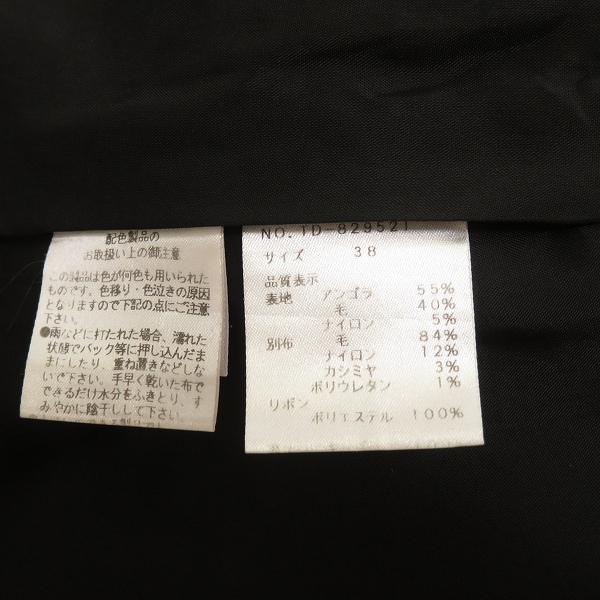 配色製品の
お取扱い上の御注意
この製品は色が何色も用いられた
ものです。色移り・色泣きの原因
となりますので下記の点にご注意
下さい。
●雨などに打たれた場合、濡れた
状態でバック等に押し込んだま
まにしたり、重ね置きなどしな
いで下さい。手早く乾いた布で
できるだけ水分をふきとり、す
みやかに陰干しして下さい。
NO.TD-829521
サイズ 38
品質表示
表地 アンゴラ 55%
毛 40%
ナイロン 5%
別布 毛 84%
ナイロン 12%
カシミヤ 3%
ポリウレタン 1%
リボン
ポリエステル 100%